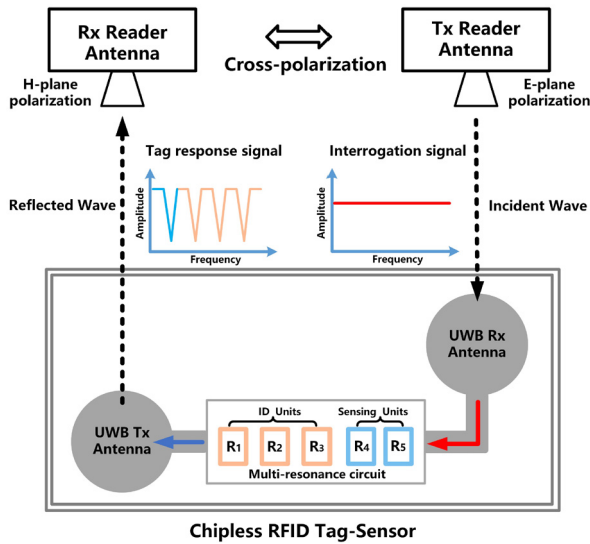 Rx Reader
Antenna
Tx Reader
Antenna
Cross-polarization
H-plane
polarization
E-plane
polarization
Tag response signal
Interrogation signal
Reflected Wave
Amplitude
Frequency
Amplitude
Frequency
Incident Wave
UWB Rx
Antenna
UWB Tx
Antenna
ID Units
Sensing Units
R1 R2 R3 R4 R5
Multi-resonance circuit
Chipless RFID Tag-Sensor